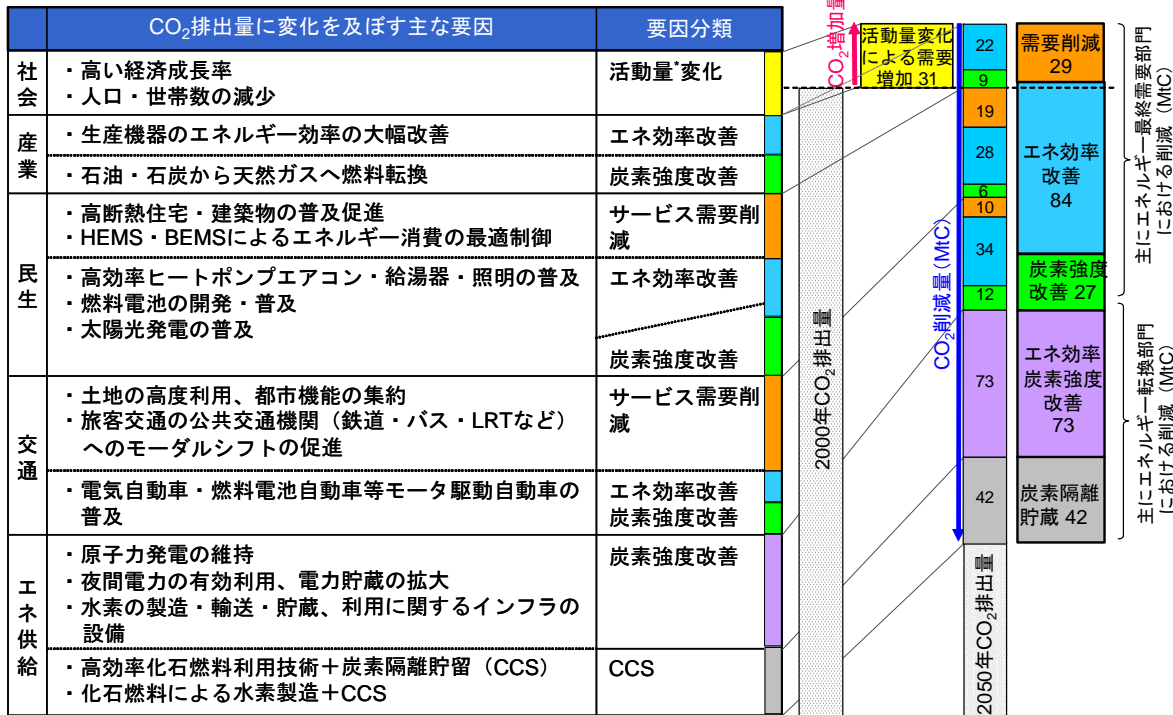 CO₂排出量に変化を及ぼす主な要因
要因分類
社会
・高い経済成長率
・人口・世帯数の減少
活動量*変化
産業
・生産機器のエネルギー効率の大幅改善
エネ効率改善
・石油・石炭から天然ガスへ燃料転換
炭素強度改善
民生
・高断熱住宅・建築物の普及促進
・HEMS・BEMSによるエネルギー消費の最適制御
サービス需要削
減
・高効率ヒートポンプエアコン・給湯器・照明の普及
・燃料電池の開発・普及
・太陽光発電の普及
エネ効率改善
炭素強度改善
交通
・土地の高度利用、都市機能の集約
・旅客交通の公共交通機関（鉄道・バス・LRTなど）
へのモーダルシフトの促進
サービス需要削
減
・電気自動車・燃料電池自動車等モータ駆動自動車の
普及
エネ効率改善
炭素強度改善
エネ供給
・原子力発電の維持
・夜間電力の有効利用、電力貯蔵の拡大
・水素の製造・輸送・貯蔵、利用に関するインフラの
設備
炭素強度改善
・高効率化石燃料利用技術＋炭素隔離貯留（CCS）
・化石燃料による水素製造＋CCS
CCS
CO₂増加量
活動量変化
による需要
増加 31
2000年CO₂排出量
CO₂削減量(MtC)
22
9
19
28
6
10
34
12
73
42
2050年CO₂排出量
需要削減
29
エネ効率
改善
84
炭素強度
改善 27
エネ効率
炭素強度
改善
73
炭素隔離
貯蔵 42
主にエネルギー最終需要部門
における削減（MtC）
主にエネルギー転換部門
における削減（MtC）